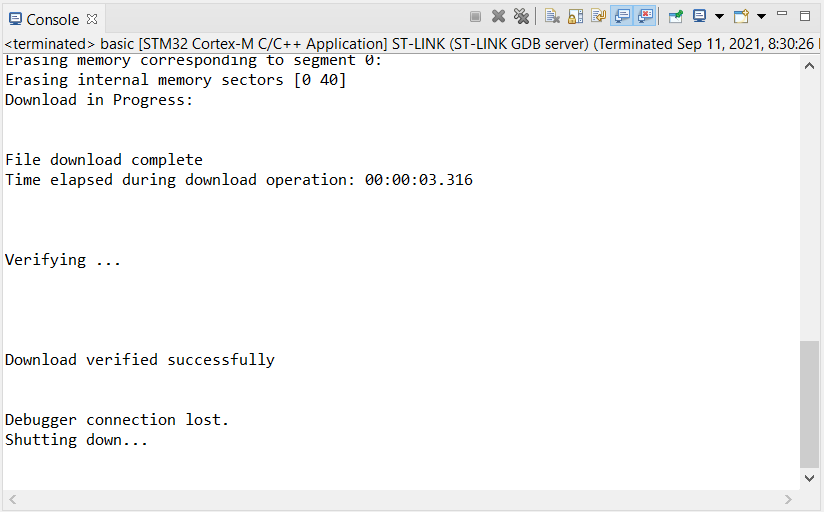 Console
<terminated> basic [STM32 Cortex-M C/C++ Application] ST-LINK (ST-LINK GDB server) (Terminated Sep 11, 2021, 8:30:26
Erasing memory corresponding to segment 0:
Erasing internal memory sectors [0 40]
Download in Progress:
File download complete
Time elapsed during download operation: 00:00:03.316
Verifying ...
Download verified successfully
Debugger connection lost.
Shutting down...